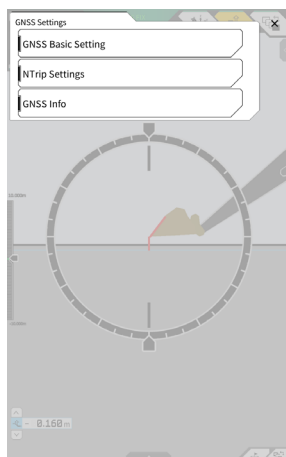 GNSS Settings
GNSS Basic Setting
NTrip Settings
GNSS Info
- 0.160 m